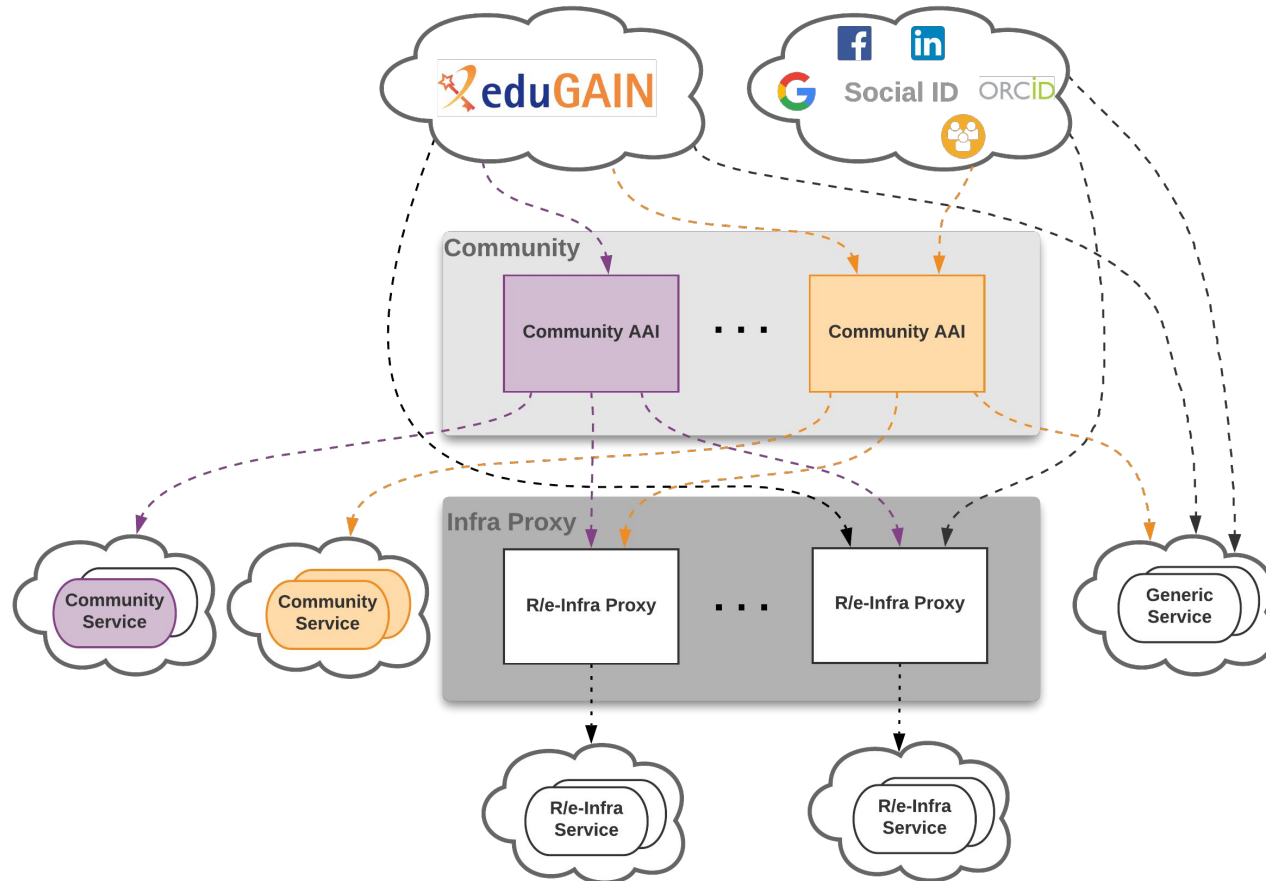 eduGAIN
f
in
G
Social ID
ORCiD
Community
Community AAI
. . .
Community AAI
Infra Proxy
R/e-Infra Proxy
. . .
R/e-Infra Proxy
Community
Service
Community
Service
Generic
Service
R/e-Infra
Service
R/e-Infra
Service